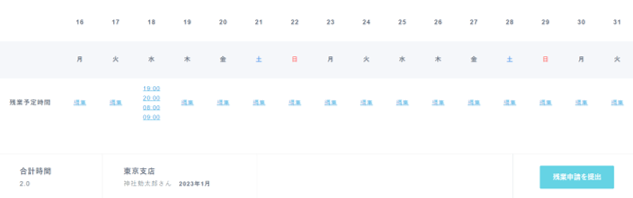 16 17 18 19 20 21 22 23 24 25 26 27 28 29 30 31
月 火 水 木 金 土 日 月 火 水 木 金 土 日 月 火
残業予定時間 編集 編集 19:00 編集 編集 編集 編集 編集 編集 編集 編集 編集 編集 編集 編集 編集
20:00
08:00
09:00
合計時間 東京支店
2.0 神社勤太郎さん 2023年1月
残業申請を提出